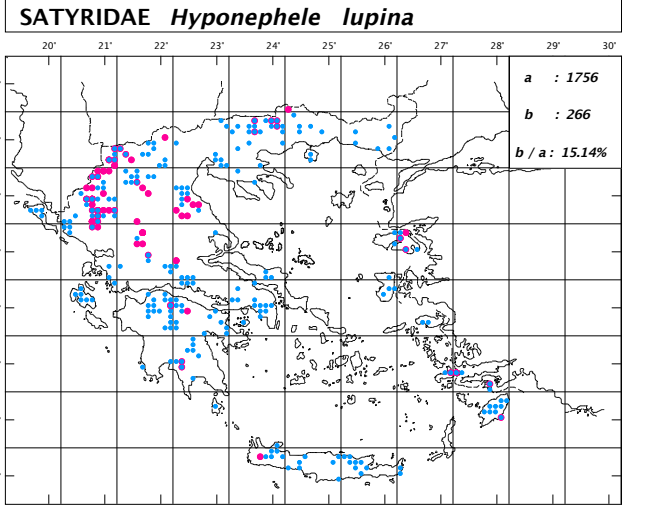 SATYRIDAE Hyponephele lupina
20° 21° 22° 23° 24° 25° 26° 27° 28° 29° 30°
a : 1756
b : 266
b / a : 15.14%